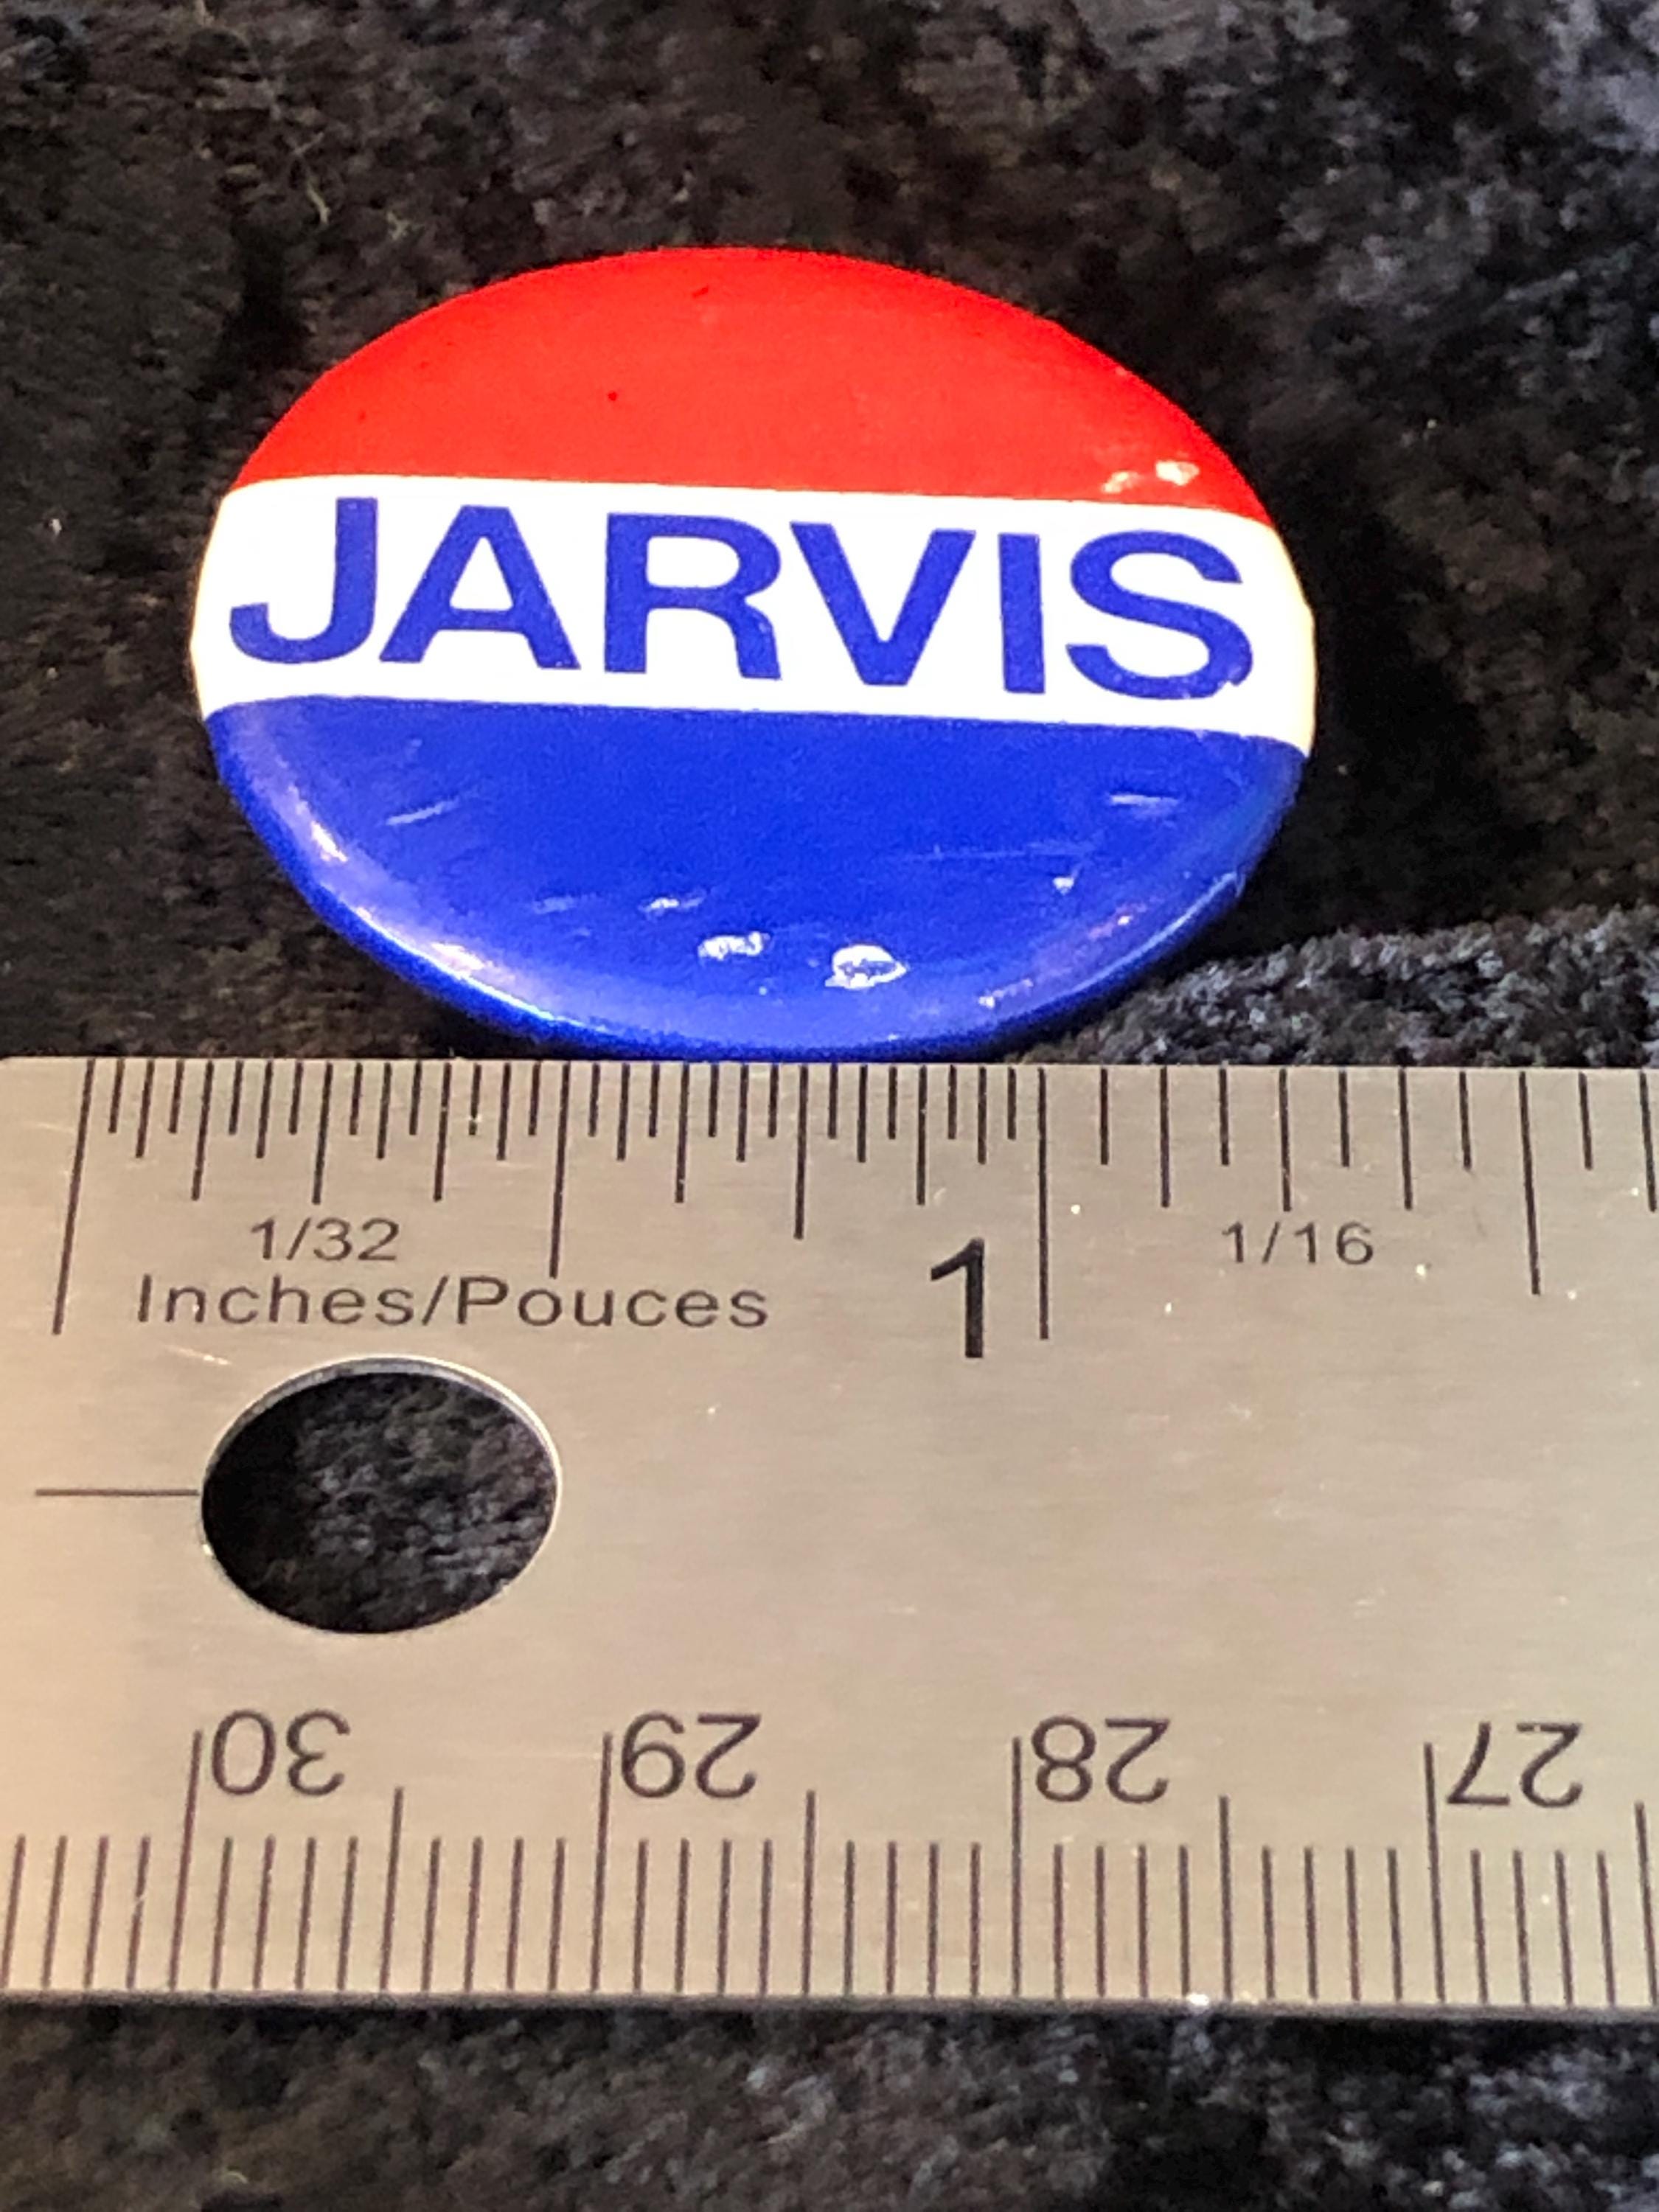 JARVIS
1/32 1 1/16
Inches/Pouces
30 29 28 27